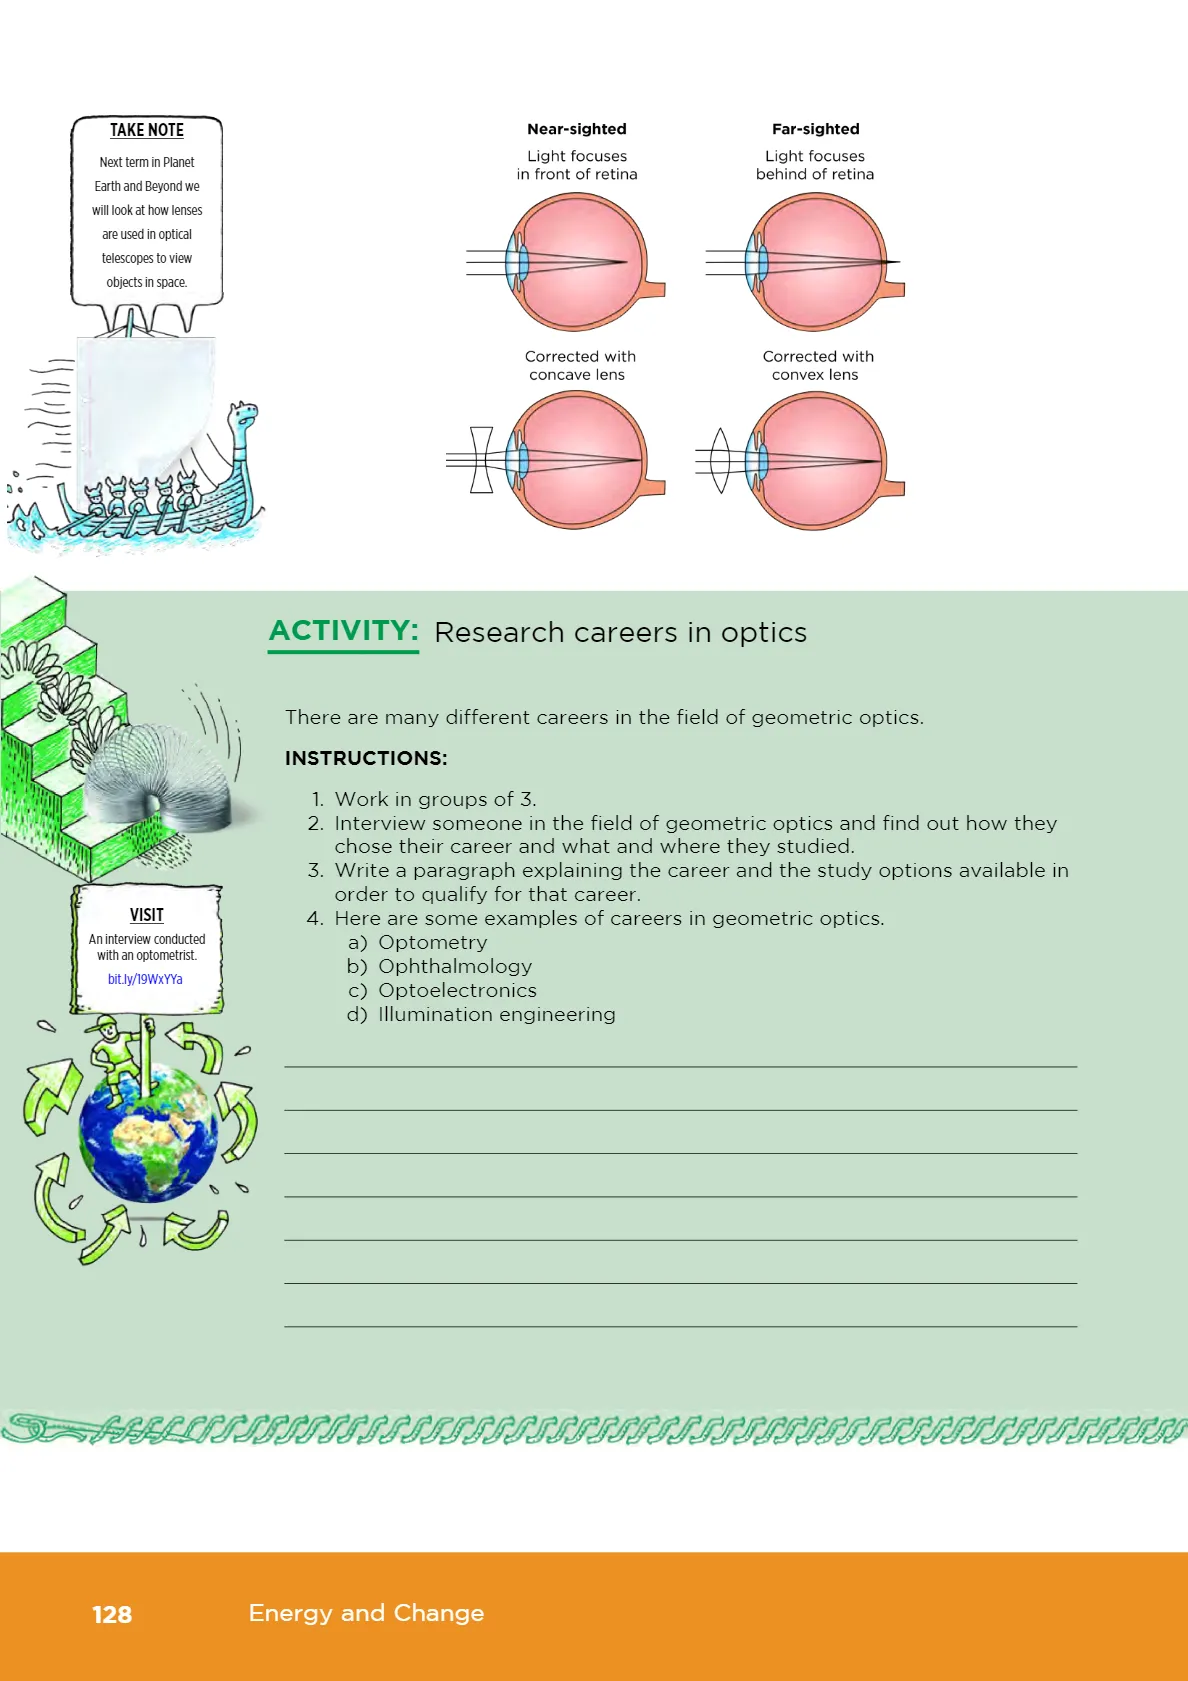 TAKE NOTE
Next term in Planet
Earth and Beyond we
will look at how lenses
are used in optical
telescopes to view
objects in space.
Near-sighted
Light focuses
in front of retina
Far-sighted
Light focuses
behind of retina
Corrected with
concave lens
Corrected with
convex lens
ACTIVITY: Research careers in optics
There are many different careers in the field of geometric optics.
INSTRUCTIONS:
1. Work in groups of 3.
2. Interview someone in the field of geometric optics and find out how they
chose their career and what and where they studied.
3. Write a paragraph explaining the career and the study options available in
order to qualify for that career.
4. Here are some examples of careers in geometric optics.
a) Optometry
b) Ophthalmology
c) Optoelectronics
d) Illumination engineering
VISIT
An interview conducted
with an optometrist.
bit.ly/19WxYYa
128 Energy and Change